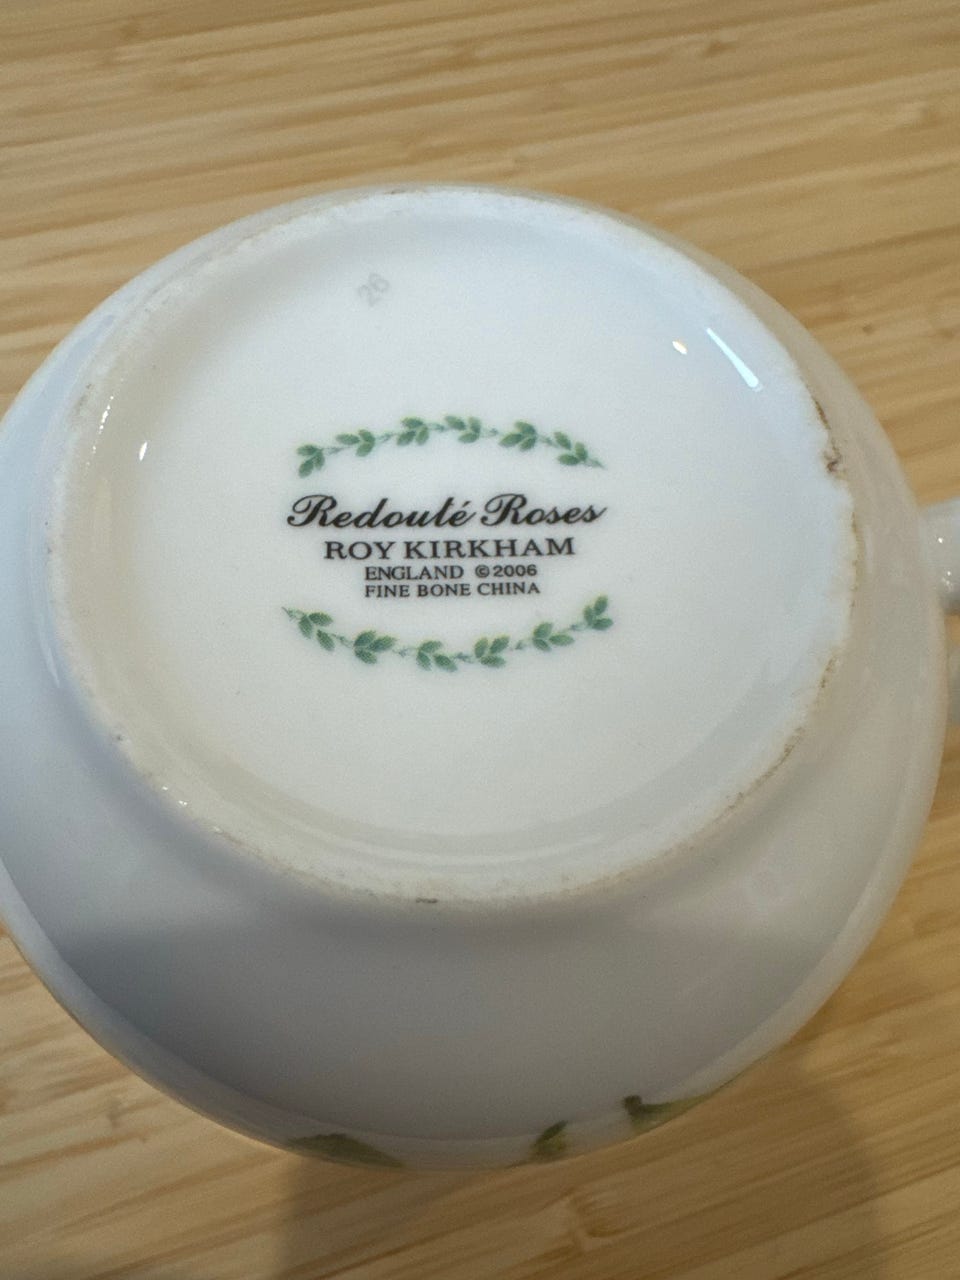 26
Redouté Roses
ROY KIRKHAM
ENGLAND ©2006
FINE BONE CHINA